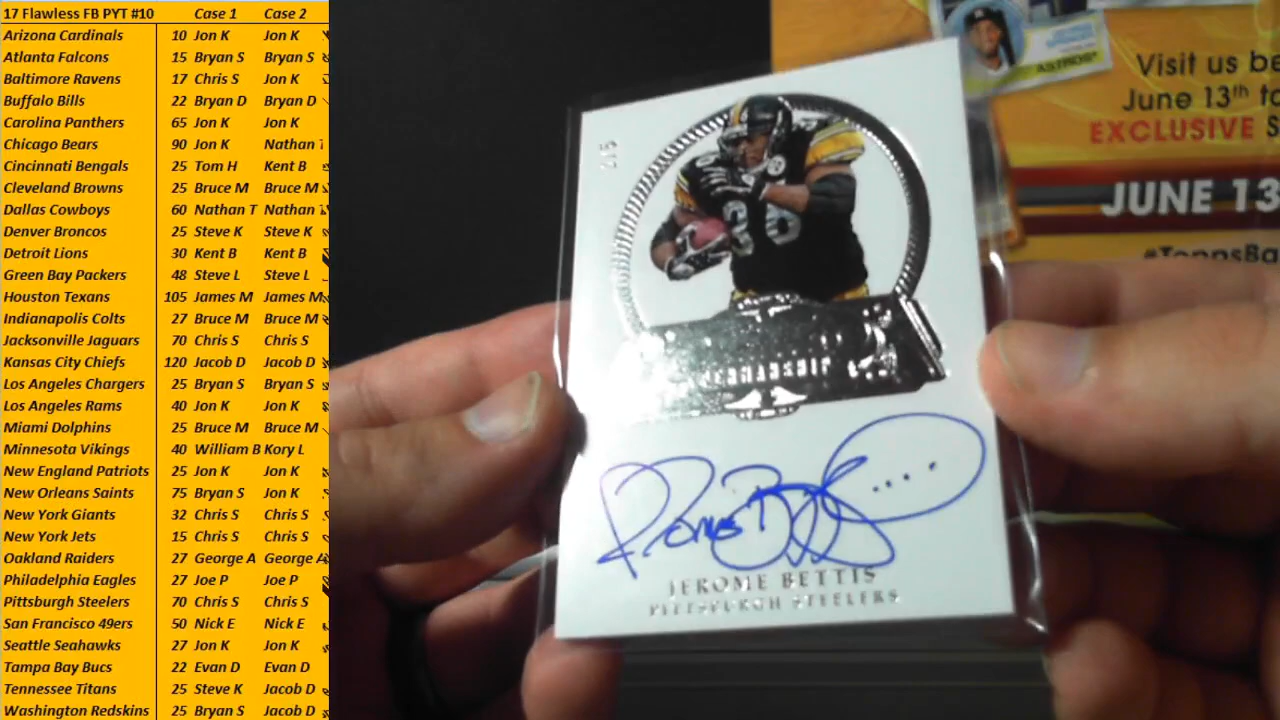 17 Flawless FB PYT #10 Case 1 Case 2
Arizona Cardinals 10 Jon K Jon K
Atlanta Falcons 15 Bryan S Bryan S
Baltimore Ravens 17 Chris S Jon K
Buffalo Bills 22 Bryan D Bryan D
Carolina Panthers 65 Jon K Jon K
Chicago Bears 90 Jon K Nathan T
Cincinnati Bengals 25 Tom H Kent B
Cleveland Browns 25 Bruce M Bruce M
Dallas Cowboys 60 Nathan T Nathan
Denver Broncos 25 Steve K Steve K
Detroit Lions 30 Kent B Kent B
Green Bay Packers 48 Steve L Steve L
Houston Texans 105 James M James M
Indianapolis Colts 27 Bruce M Bruce M
Jacksonville Jaguars 70 Chris S Chris S
Kansas City Chiefs 120 Jacob D Jacob D
Los Angeles Chargers 25 Bryan S Bryan S
Los Angeles Rams 40 Jon K Jon K
Miami Dolphins 25 Bruce M Bruce M
Minnesota Vikings 40 William B Kory L
New England Patriots 25 Jon K Jon K
New Orleans Saints 75 Bryan S Jon K
New York Giants 32 Chris S Chris S
New York Jets 15 Chris S Chris S
Oakland Raiders 27 George A George A
Philadelphia Eagles 27 Joe P Joe P
Pittsburgh Steelers 70 Chris S Chris S
San Francisco 49ers 50 Nick E Nick E
Seattle Seahawks 27 Jon K Jon K
Tampa Bay Bucs 22 Evan D Evan D
Tennessee Titans 25 Steve K Jacob D
Washington Redskins 25 Bryan S Jacob D
2/5
36
JEROME BETTIS
PITTSBURGH STEELERS
ASTROS
Visit us be
June 13th to
EXCLUSIVE S
JUNE 13
#ToppsBa